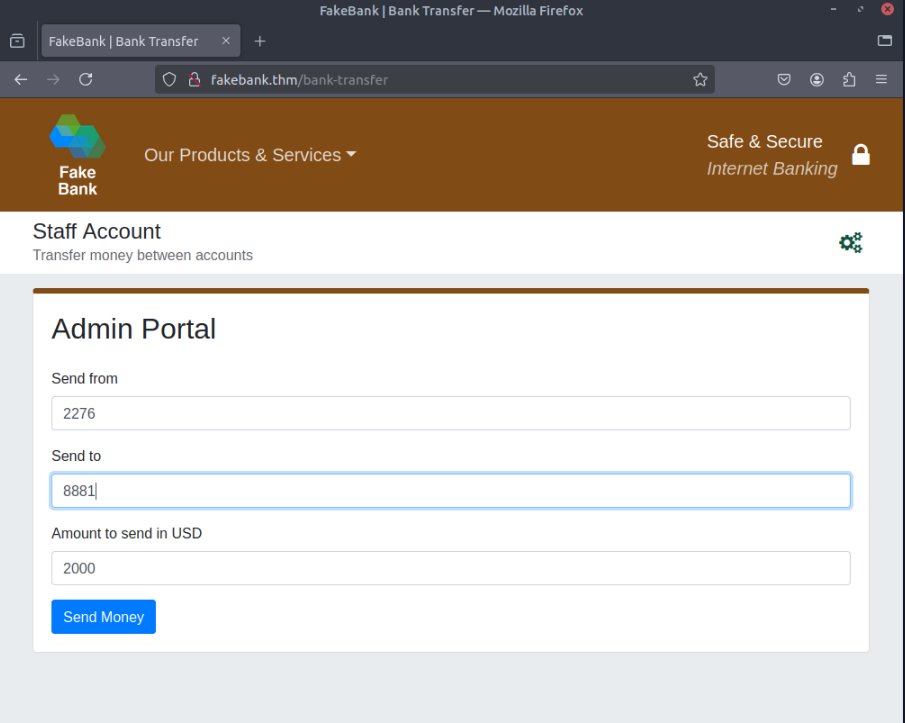 FakeBank | Bank Transfer — Mozilla Firefox
FakeBank | Bank Transfer
fakebank.thm/bank-transfer
Fake
Bank
Our Products & Services
Safe & Secure
Internet Banking
Staff Account
Transfer money between accounts
Admin Portal
Send from
2276
Send to
8881
Amount to send in USD
2000
Send Money